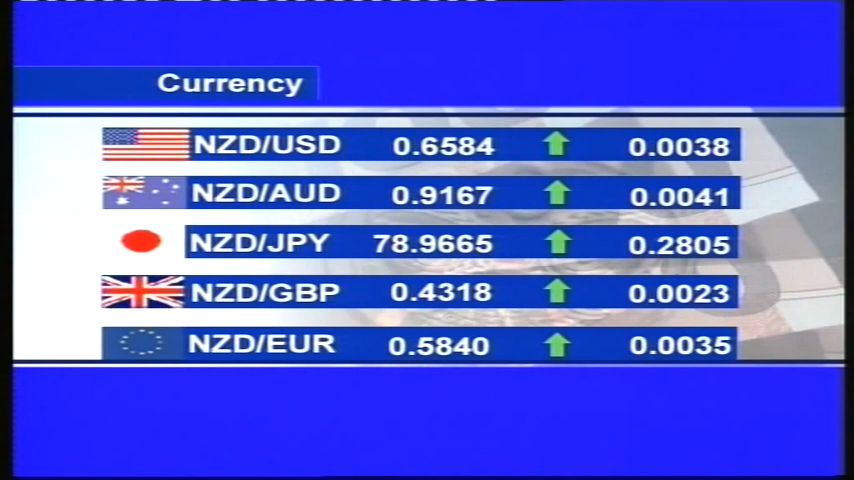 Currency
NZD/USD 0.6584 0.0038
NZD/AUD 0.9167 0.0041
NZD/JPY 78.9665 0.2805
NZD/GBP 0.4318 0.0023
NZD/EUR 0.5840 0.0035